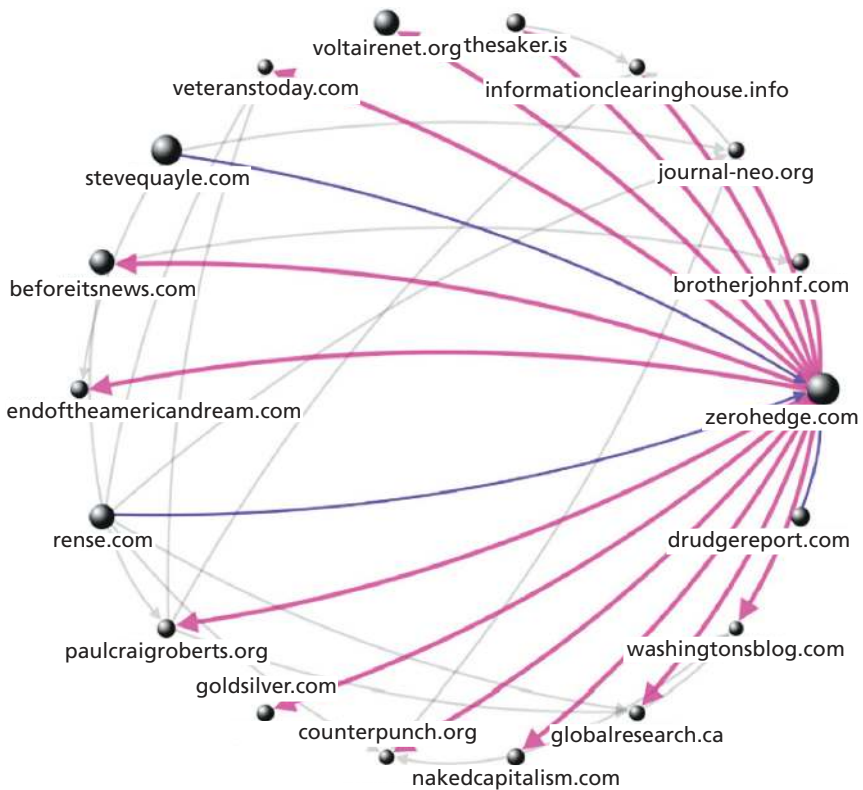 voltairenet.org
thesaker.is
veteranstoday.com
informationclearinghouse.info
stevequayle.com
journal-neo.org
beforeitsnews.com
brotherjohnf.com
endoftheamericandream.com
zerohedge.com
rense.com
drudgereport.com
paulcraigroberts.org
washingtonsblog.com
goldsilver.com
counterpunch.org
globalresearch.ca
nakedcapitalism.com